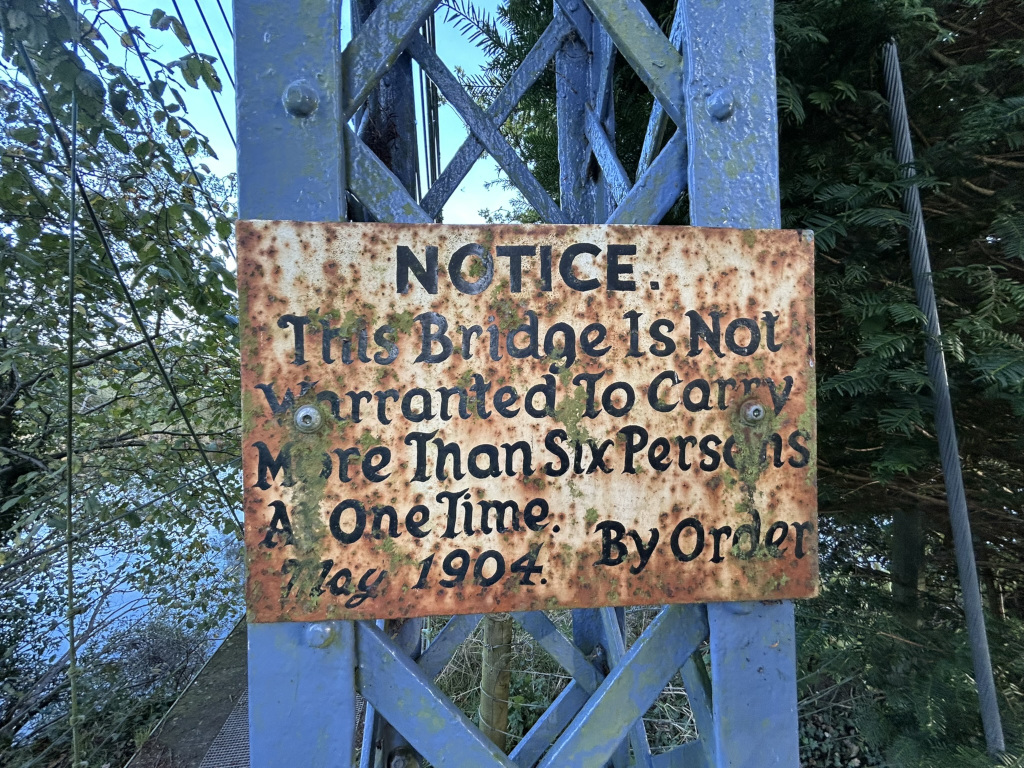 NOTICE.
This Bridge Is Not
Warranted To Carry
More Than Six Persons
At One Time. By Order
May 1904.